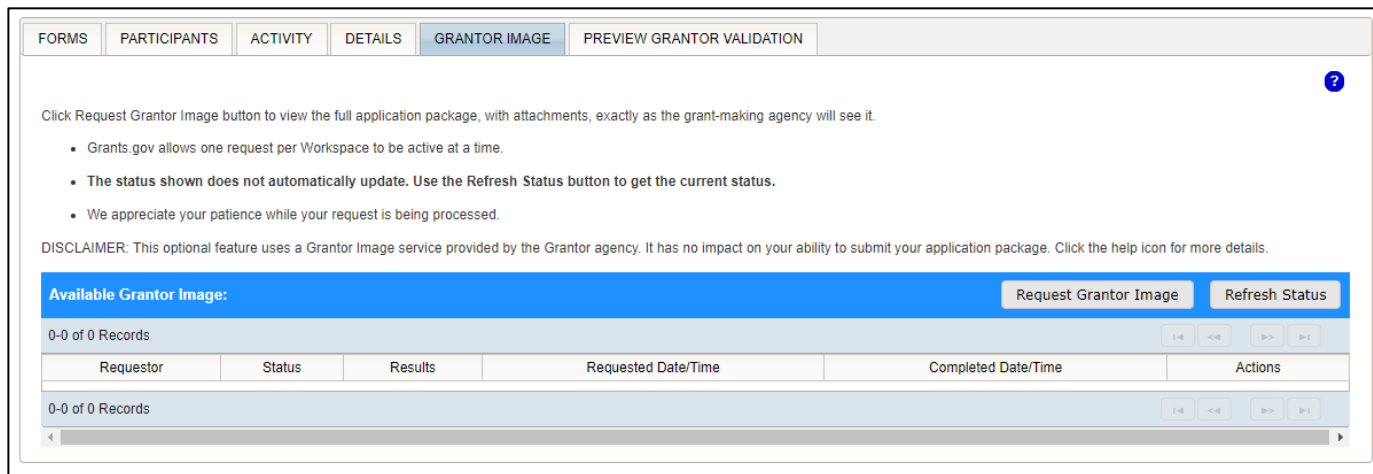 FORMS PARTICIPANTS ACTIVITY DETAILS GRANTOR IMAGE PREVIEW GRANTOR VALIDATION
?
Click Request Grantor Image button to view the full application package, with attachments, exactly as the grant-making agency will see it.
• Grants.gov allows one request per Workspace to be active at a time.
• The status shown does not automatically update. Use the Refresh Status button to get the current status.
• We appreciate your patience while your request is being processed.
DISCLAIMER: This optional feature uses a Grantor Image service provided by the Grantor agency. It has no impact on your ability to submit your application package. Click the help icon for more details.
Available Grantor Image: Request Grantor Image Refresh Status
0-0 of 0 Records
Requestor Status Results Requested Date/Time Completed Date/Time Actions
0-0 of 0 Records